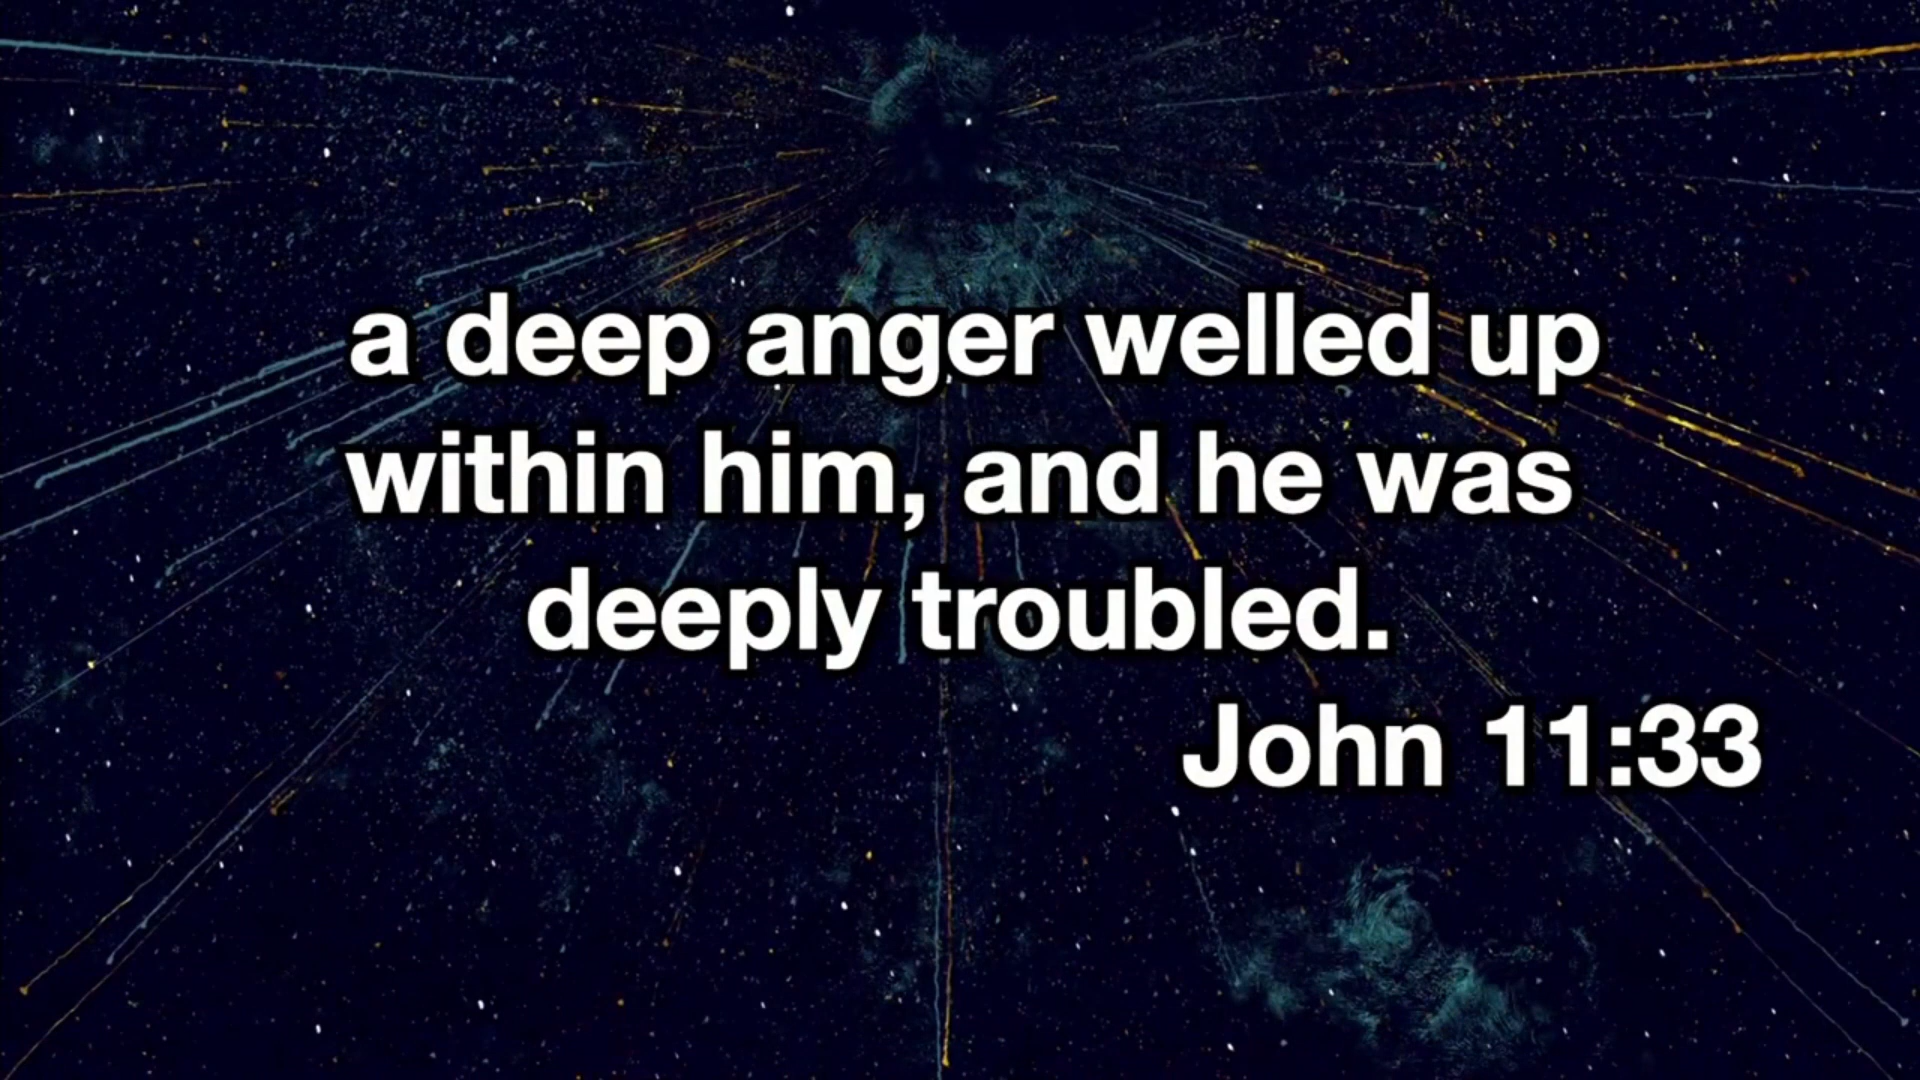 a deep anger welled up
within him, and he was
deeply troubled.
John 11:33